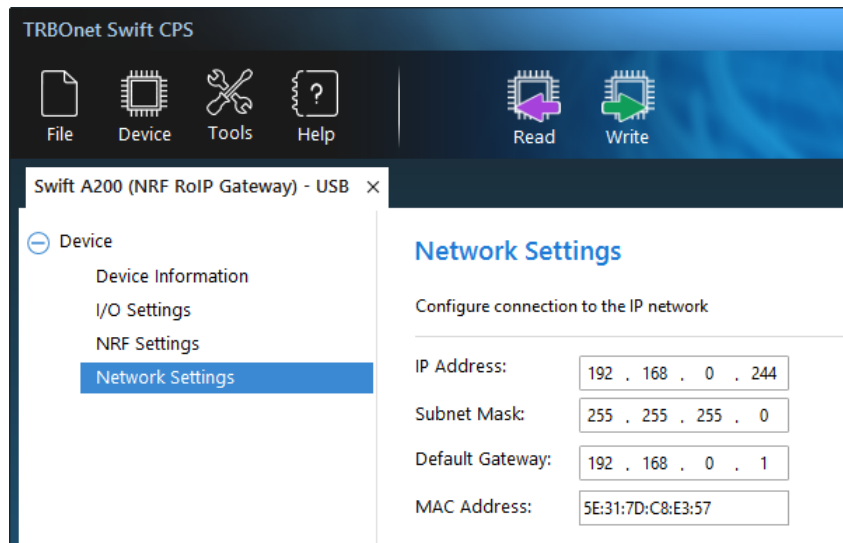 TRBOnet Swift CPS
File Device Tools Help Read Write
Swift A200 (NRF RoIP Gateway) - USB ×
Device
Device Information
I/O Settings
NRF Settings
Network Settings
Network Settings
Configure connection to the IP network
IP Address: 192 . 168 . 0 . 244
Subnet Mask: 255 . 255 . 255 . 0
Default Gateway: 192 . 168 . 0 . 1
MAC Address: 5E:31:7D:C8:E3:57